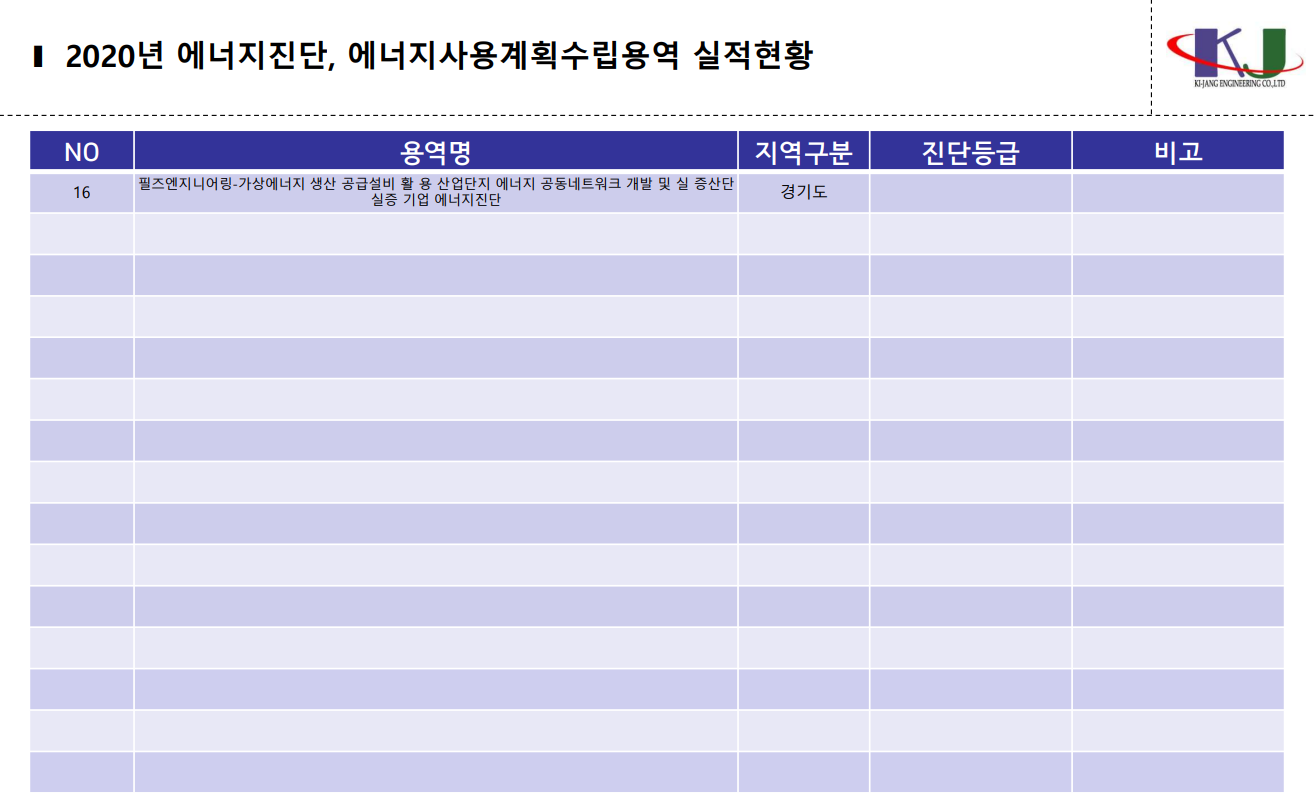 2020년 에너지진단, 에너지사용계획수립용역 실적현황
KJ
KI-JANG ENGINEERING CO.,LTD
NO 용역명 지역구분 진단등급 비고
16 필즈엔지니어링-가상에너지 생산 공급설비 활 용 산업단지 에너지 공동네트워크 개발 및 실 증산단 경기도
실증 기업 에너지진단